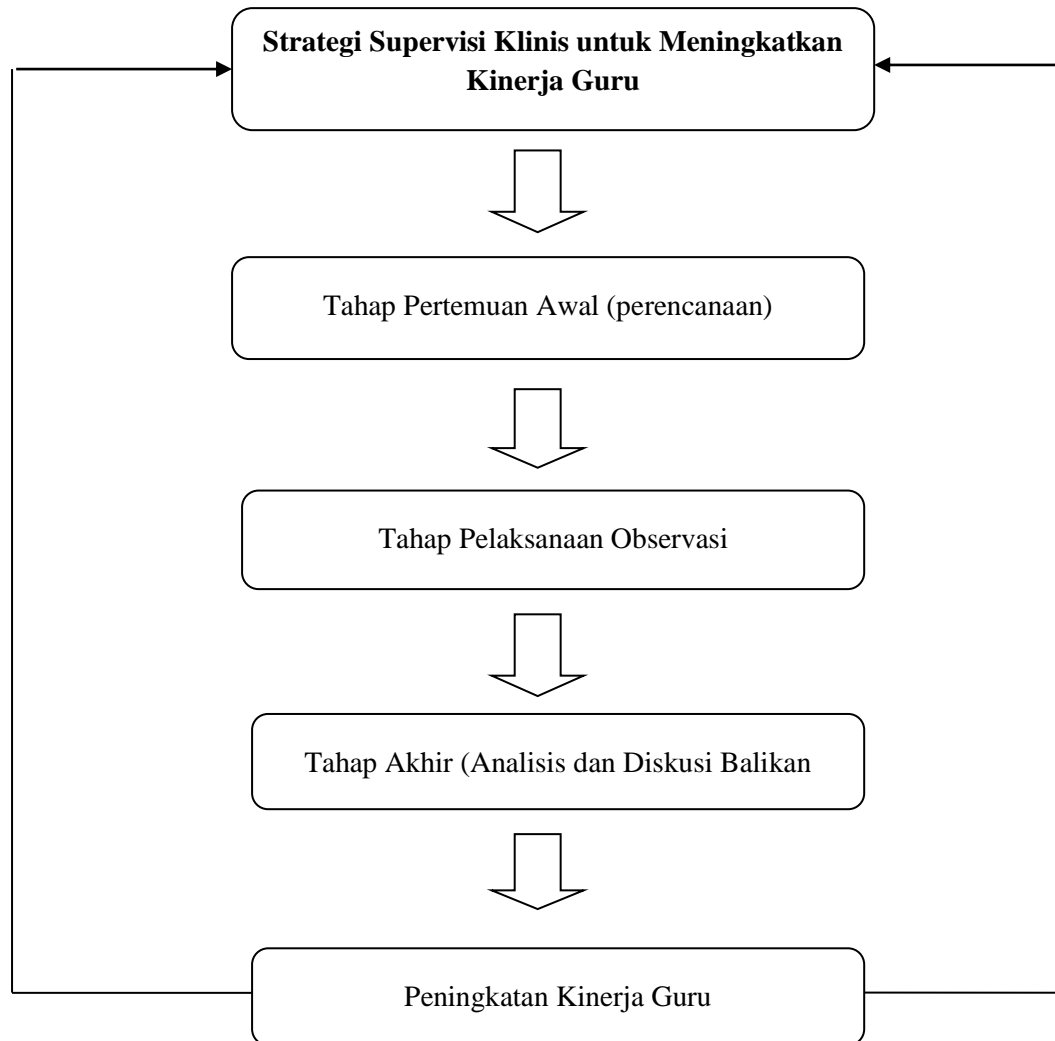 Strategi Supervisi Klinis untuk Meningkatkan
Kinerja Guru
Tahap Pertemuan Awal (perencanaan)
Tahap Pelaksanaan Observasi
Tahap Akhir (Analisis dan Diskusi Balikan
Peningkatan Kinerja Guru